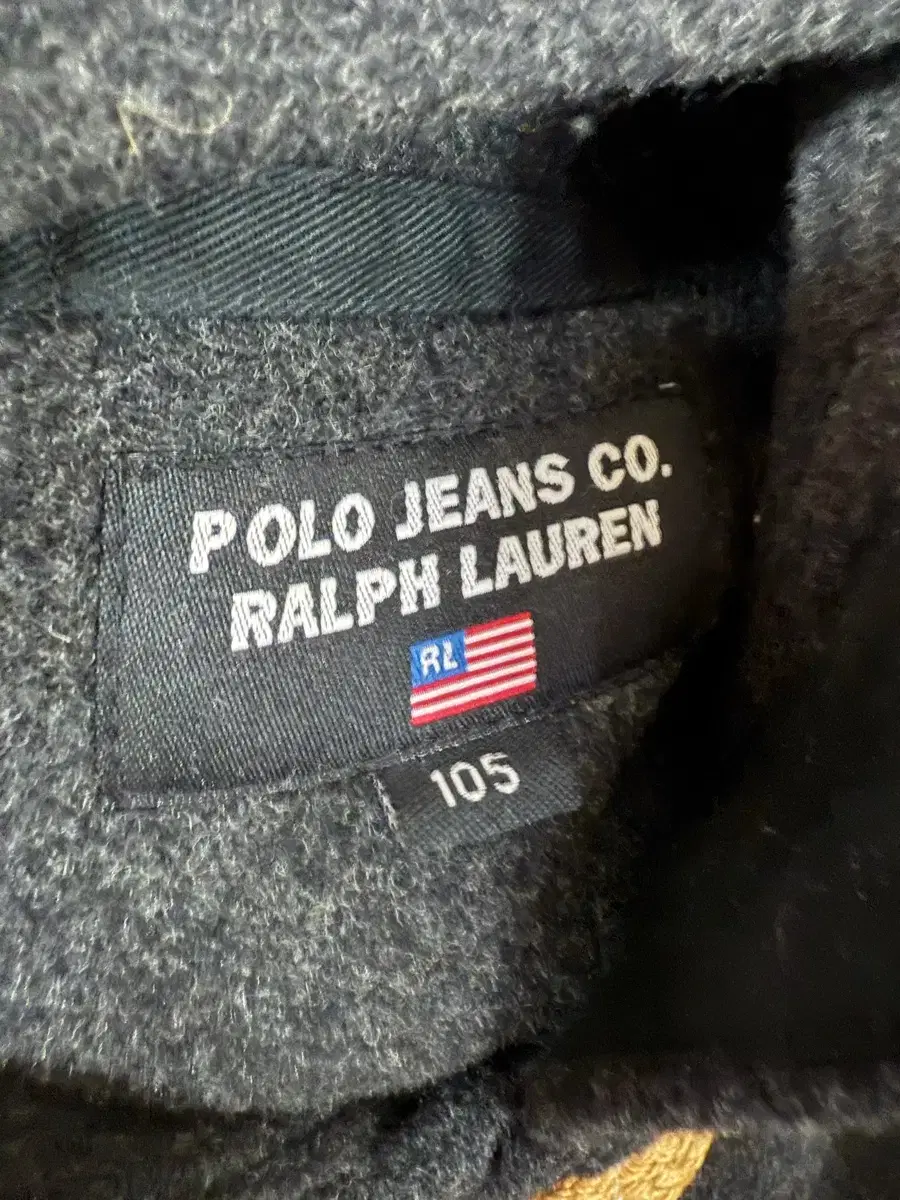 POLO JEANS CO.
RALPH LAUREN
RL
105